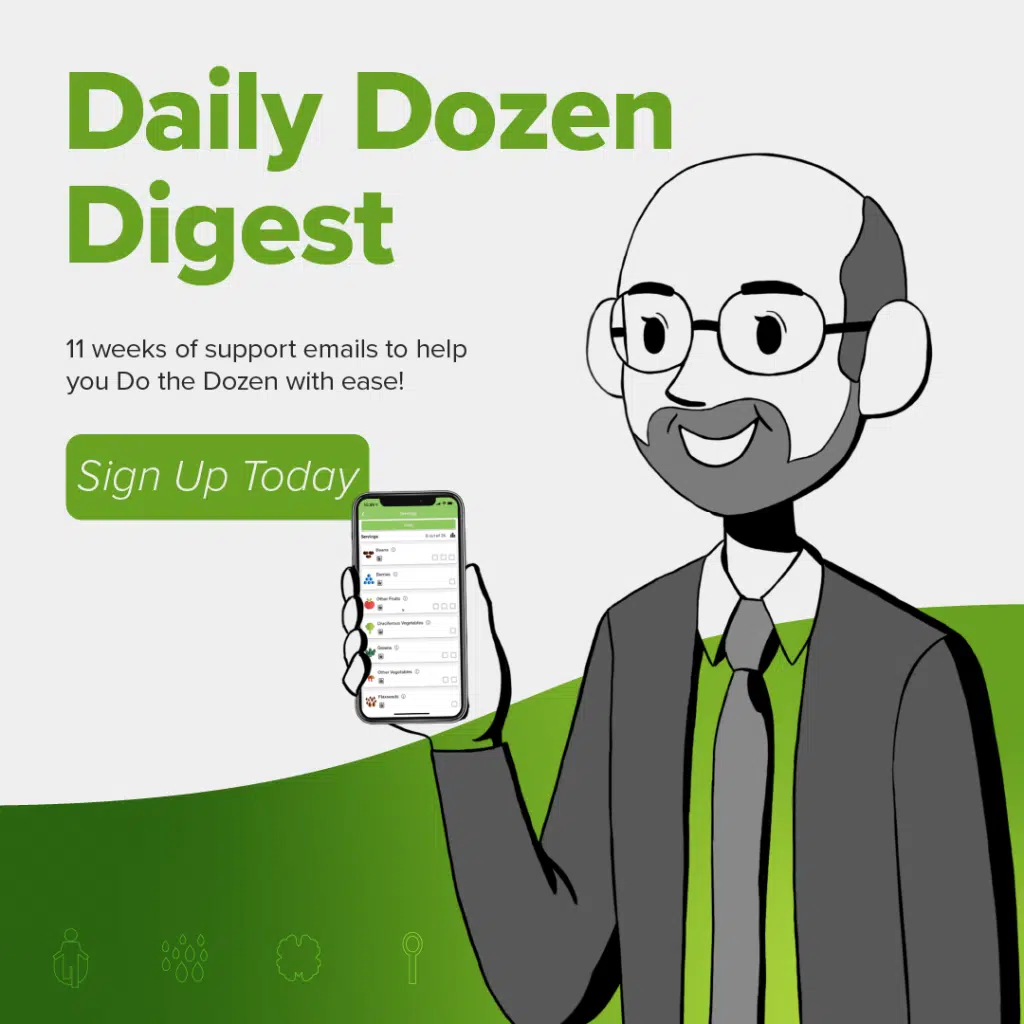 Daily Dozen
Digest
11 weeks of support emails to help
you Do the Dozen with ease!
Sign Up Today
Servings
Beans
Berries
Other Fruits
Cruciferous Vegetables
Greens
Other Vegetables
Flaxseeds